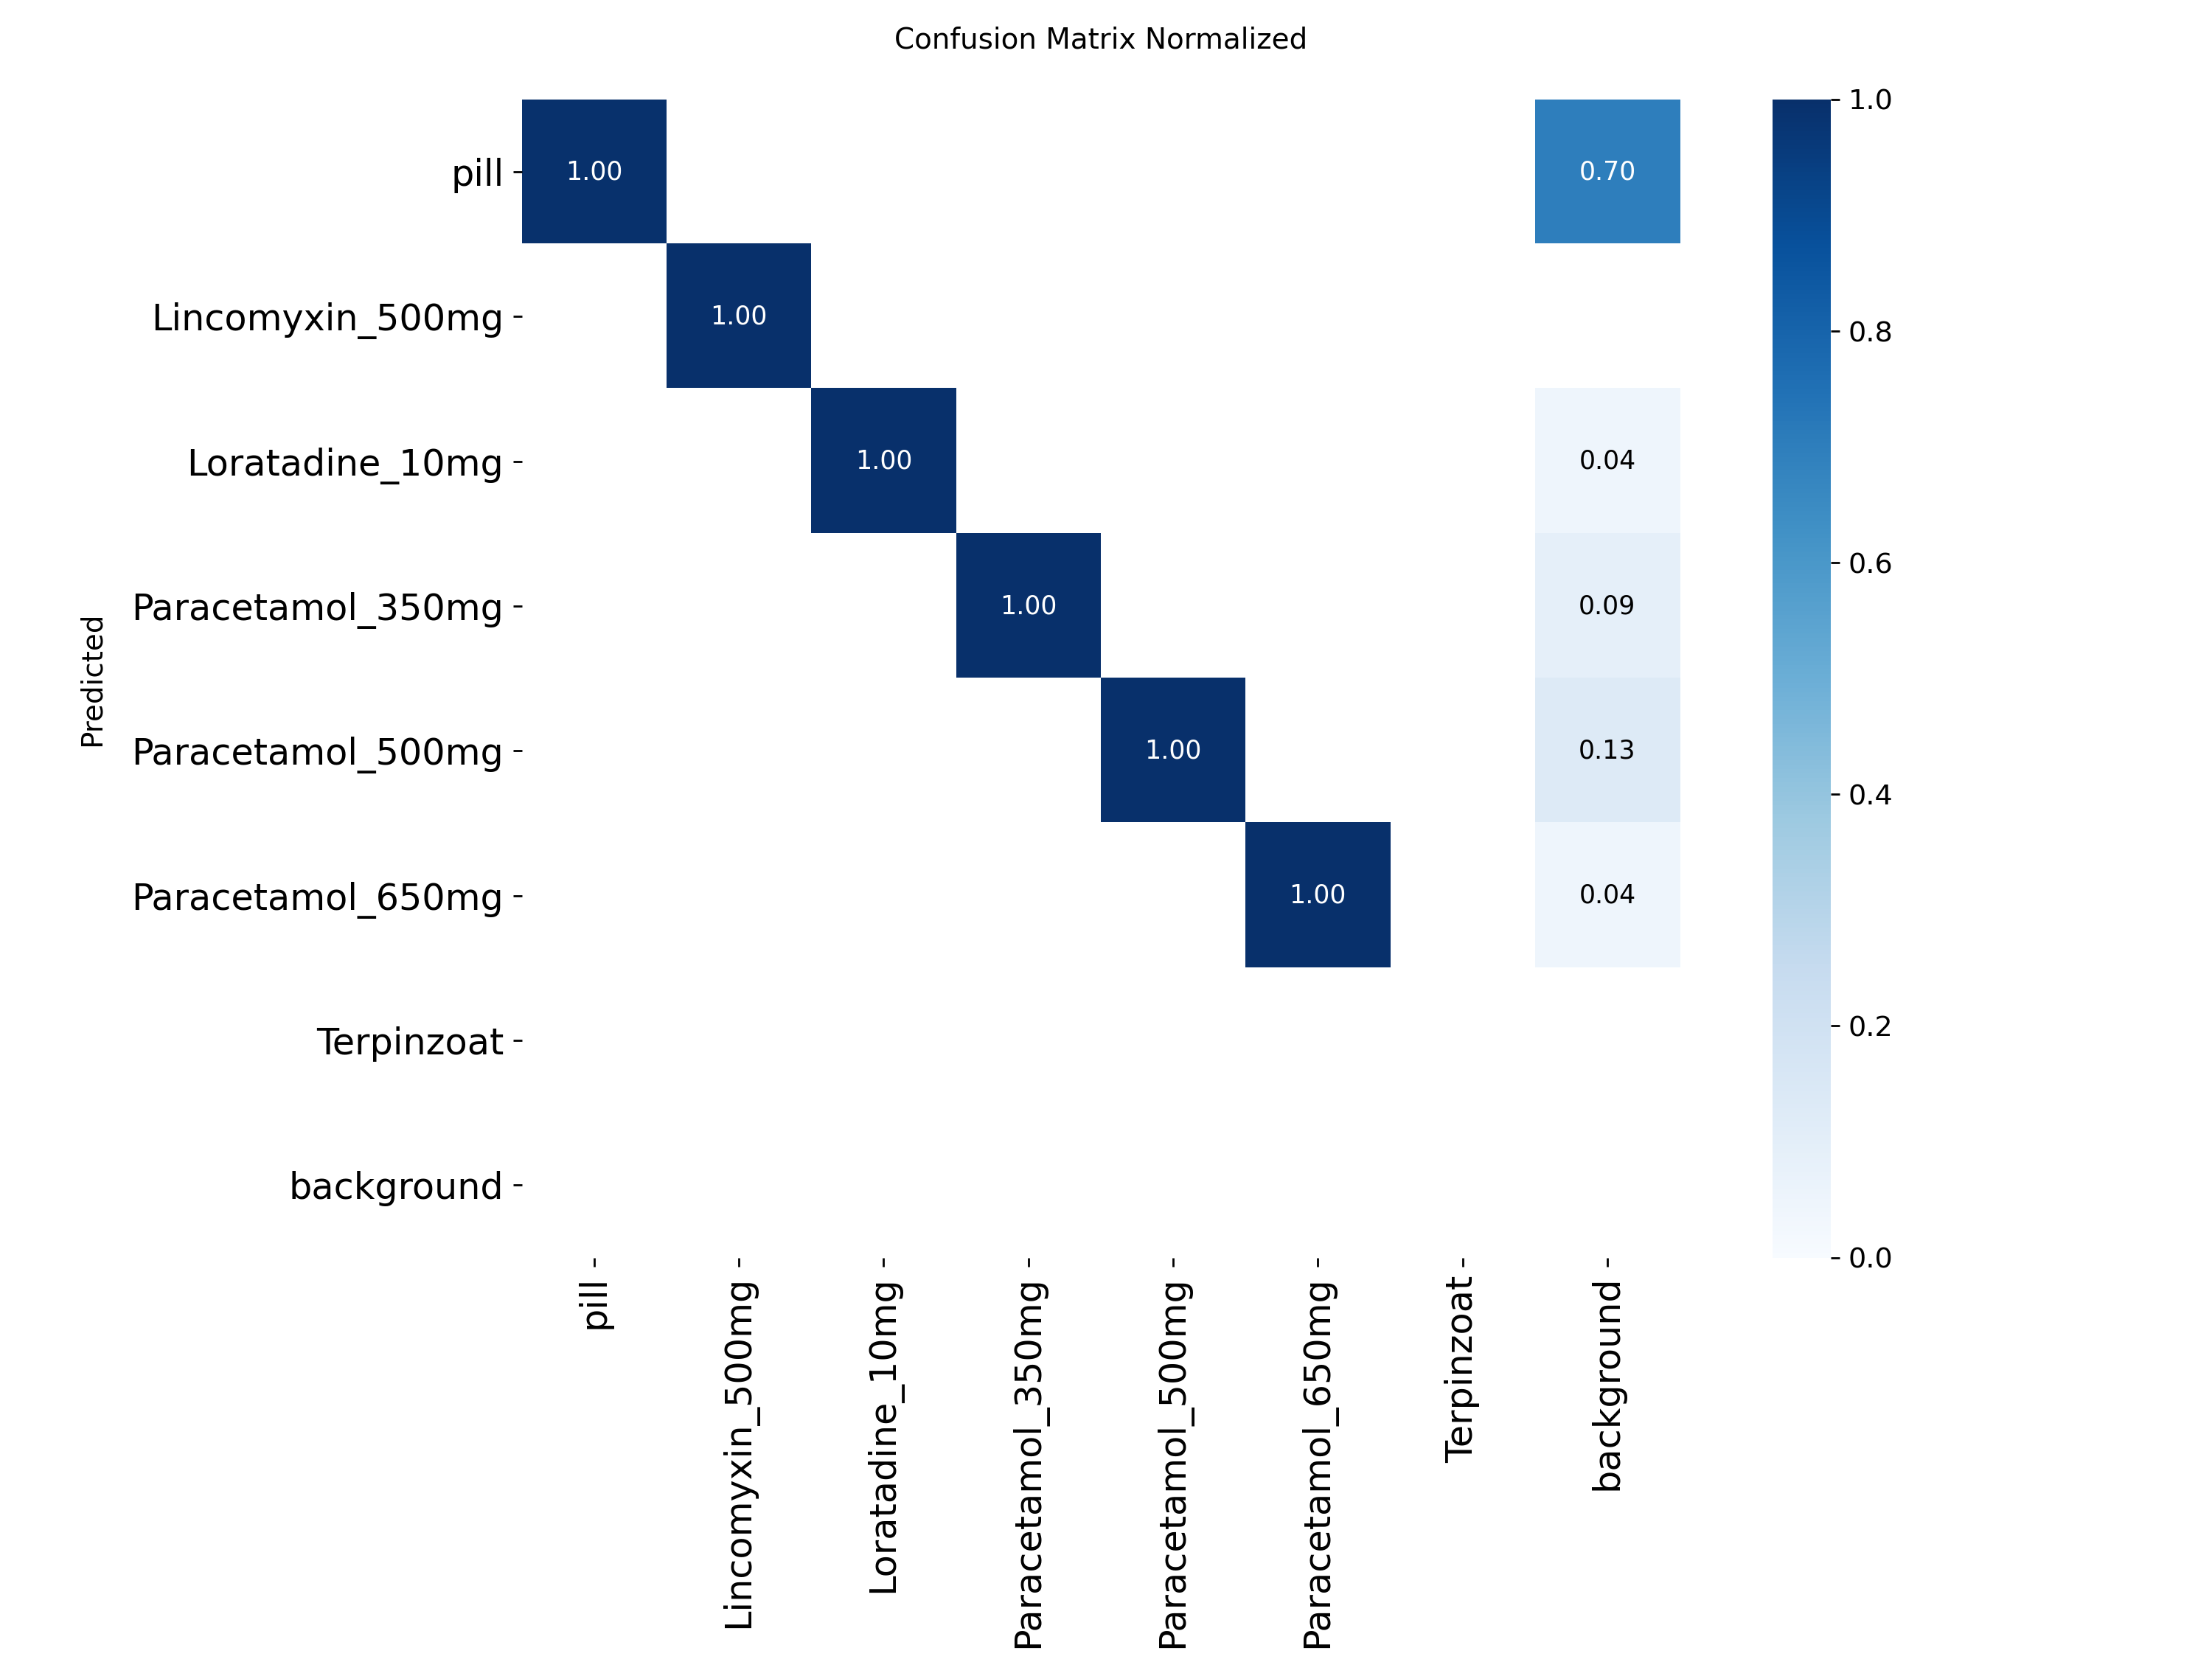 Confusion Matrix Normalized
pill
1.00
0.70
Lincomyxin_500mg
1.00
Loratadine_10mg
1.00
0.04
Paracetamol_350mg
1.00
0.09
Paracetamol_500mg
1.00
0.13
Paracetamol_650mg
1.00
0.04
Terpinzoat
background
Predicted
pill
Lincomyxin_500mg
Loratadine_10mg
Paracetamol_350mg
Paracetamol_500mg
Paracetamol_650mg
Terpinzoat
background
1.0
0.8
0.6
0.4
0.2
0.0